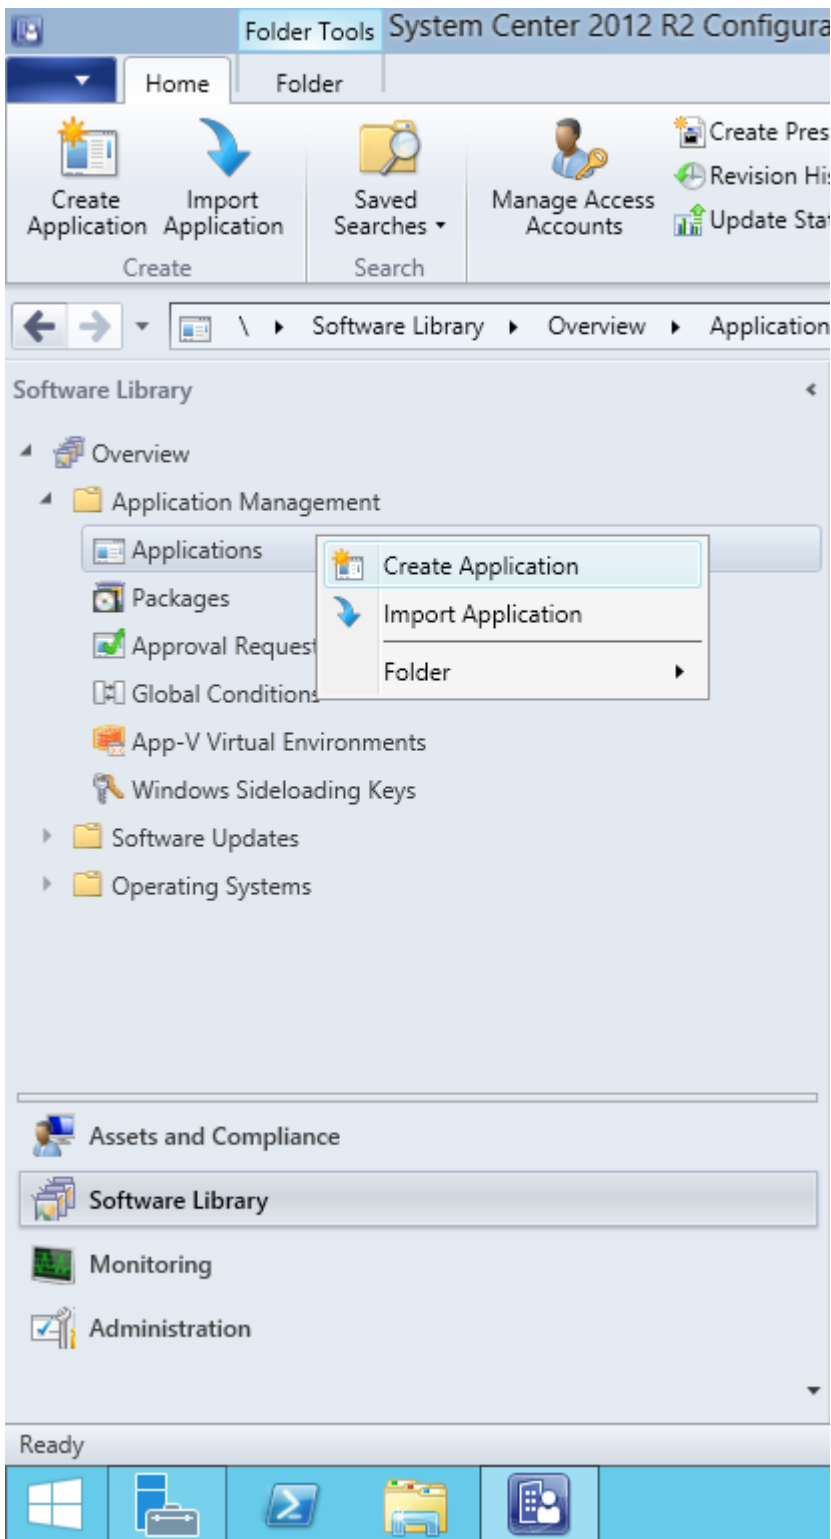 Folder Tools System Center 2012 R2 Configura
Home Folder
Create Application
Import Application
Saved Searches
Manage Access Accounts
Create Pres
Revision His
Update Stat
Create
Search
\ Software Library Overview Application
Software Library
Overview
Application Management
Applications
Create Application
Packages
Import Application
Approval Request
Folder
Global Conditions
App-V Virtual Environments
Windows Sideloading Keys
Software Updates
Operating Systems
Assets and Compliance
Software Library
Monitoring
Administration
Ready